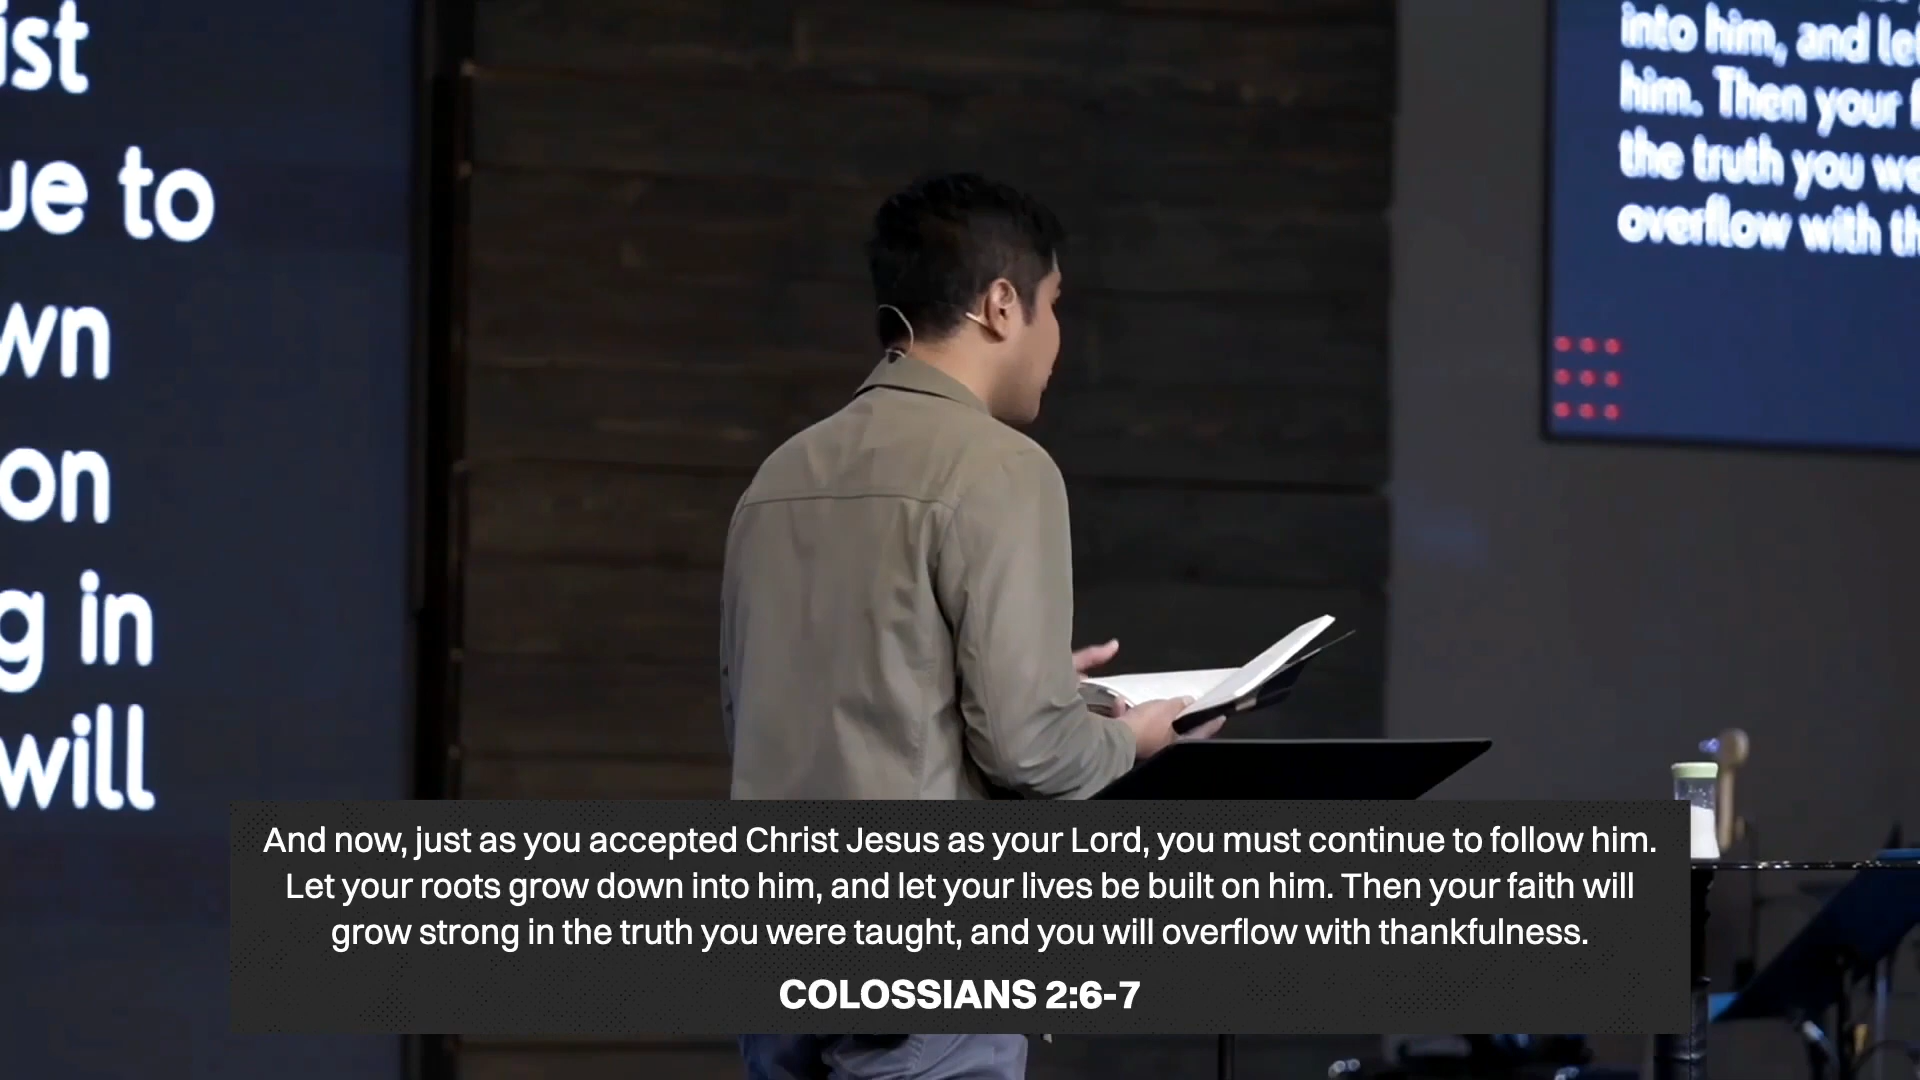 ist
ue to
wn
on
g in
will
into him, and let
him. Then your f
the truth you we
overflow with th
And now, just as you accepted Christ Jesus as your Lord, you must continue to follow him.
Let your roots grow down into him, and let your lives be built on him. Then your faith will
grow strong in the truth you were taught, and you will overflow with thankfulness.
COLOSSIANS 2:6-7